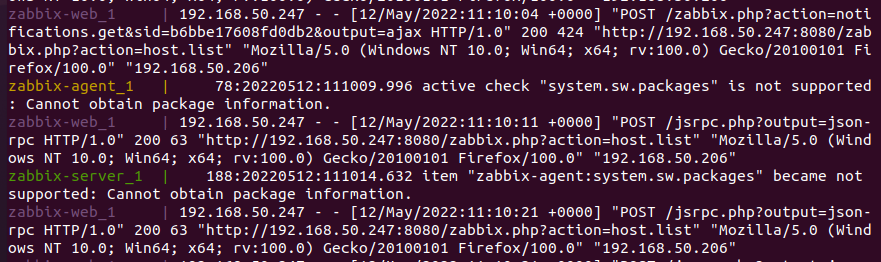 zabbix-web_1     | 192.168.50.247 - - [12/May/2022:11:10:04 +0000] "POST /zabbix.php?action=noti
fications.get&sid=b6bbe17608fd0db2&output=ajax HTTP/1.0" 200 424 "http://192.168.50.247:8080/zab
bix.php?action=host.list" "Mozilla/5.0 (Windows NT 10.0; Win64; x64; rv:100.0) Gecko/20100101 Fi
refox/100.0" "192.168.50.206"
zabbix-agent_1   |     78:20220512:111009.996 active check "system.sw.packages" is not supported
: Cannot obtain package information.
zabbix-web_1     | 192.168.50.247 - - [12/May/2022:11:10:11 +0000] "POST /jsrpc.php?output=json-
rpc HTTP/1.0" 200 63 "http://192.168.50.247:8080/zabbix.php?action=host.list" "Mozilla/5.0 (Wind
ows NT 10.0; Win64; x64; rv:100.0) Gecko/20100101 Firefox/100.0" "192.168.50.206"
zabbix-server_1  |    188:20220512:111014.632 item "zabbix-agent:system.sw.packages" became not
supported: Cannot obtain package information.
zabbix-web_1     | 192.168.50.247 - - [12/May/2022:11:10:21 +0000] "POST /jsrpc.php?output=json-
rpc HTTP/1.0" 200 63 "http://192.168.50.247:8080/zabbix.php?action=host.list" "Mozilla/5.0 (Wind
ows NT 10.0; Win64; x64; rv:100.0) Gecko/20100101 Firefox/100.0" "192.168.50.206"